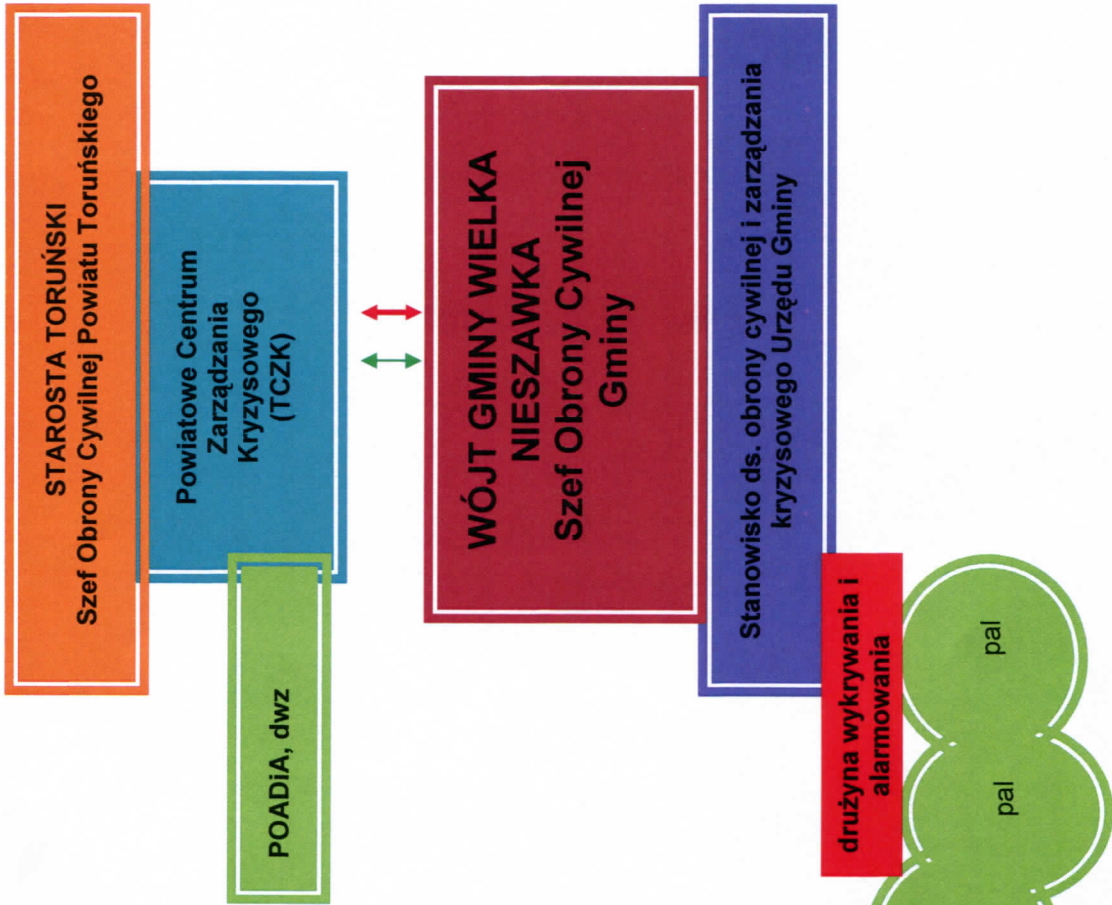 STAROSTA TORUŃSKI
Szef Obrony Cywilnej Powiatu Toruńskiego
Powiatowe Centrum
Zarządzania
Kryzysowego
(TCZK)
POADiA, dwz
WÓJT GMINY WIELKA
NIESZAWKA
Szef Obrony Cywilnej
Gminy
Stanowisko ds. obrony cywilnej i zarządzania
kryzysowego Urzędu Gminy
drużyna wykrywania i
alarmowania
pal
pal